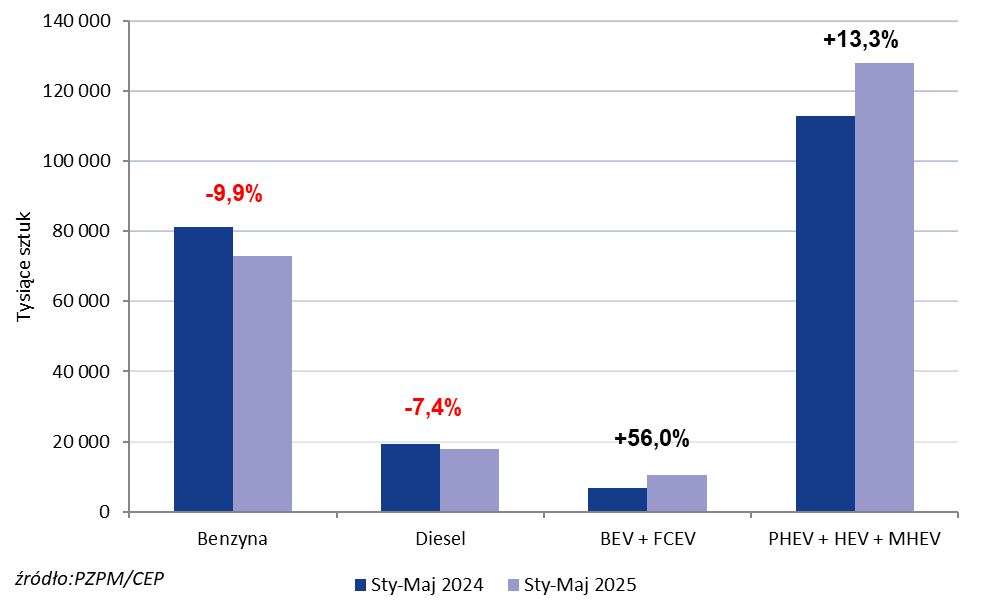 140 000
120 000
100 000
80 000
60 000
40 000
20 000
0
Tysiące sztuk
-9,9%
-7,4%
+56,0%
+13,3%
Benzyna
Diesel
BEV + FCEV
PHEV + HEV + MHEV
źródło:PZPM/CEP
Sty-Maj 2024
Sty-Maj 2025